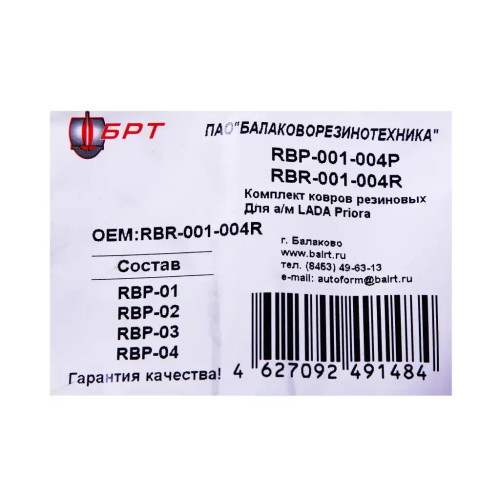 БРТ
ПАО"БАЛАКОВОРЕЗИНОТЕХНИКА"
RBP-001-004P
RBR-001-004R
Комплект ковров резиновых
Для а/м LADA Priora
OEM:RBR-001-004R
г. Балаково
www.balrt.ru
тел. (8453) 49-63-13
e-mail: autoform@balrt.ru
Состав
RBP-01
RBP-02
RBP-03
RBP-04
Гарантия качества!
4 627092 491484